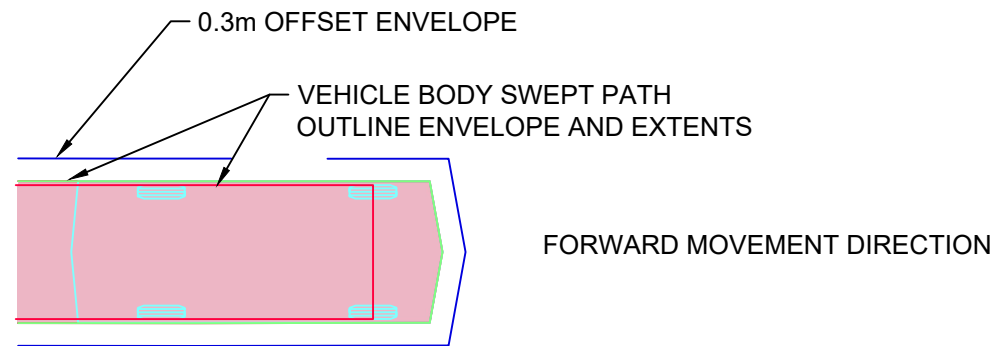 0.3m OFFSET ENVELOPE
VEHICLE BODY SWEPT PATH
OUTLINE ENVELOPE AND EXTENTS
FORWARD MOVEMENT DIRECTION